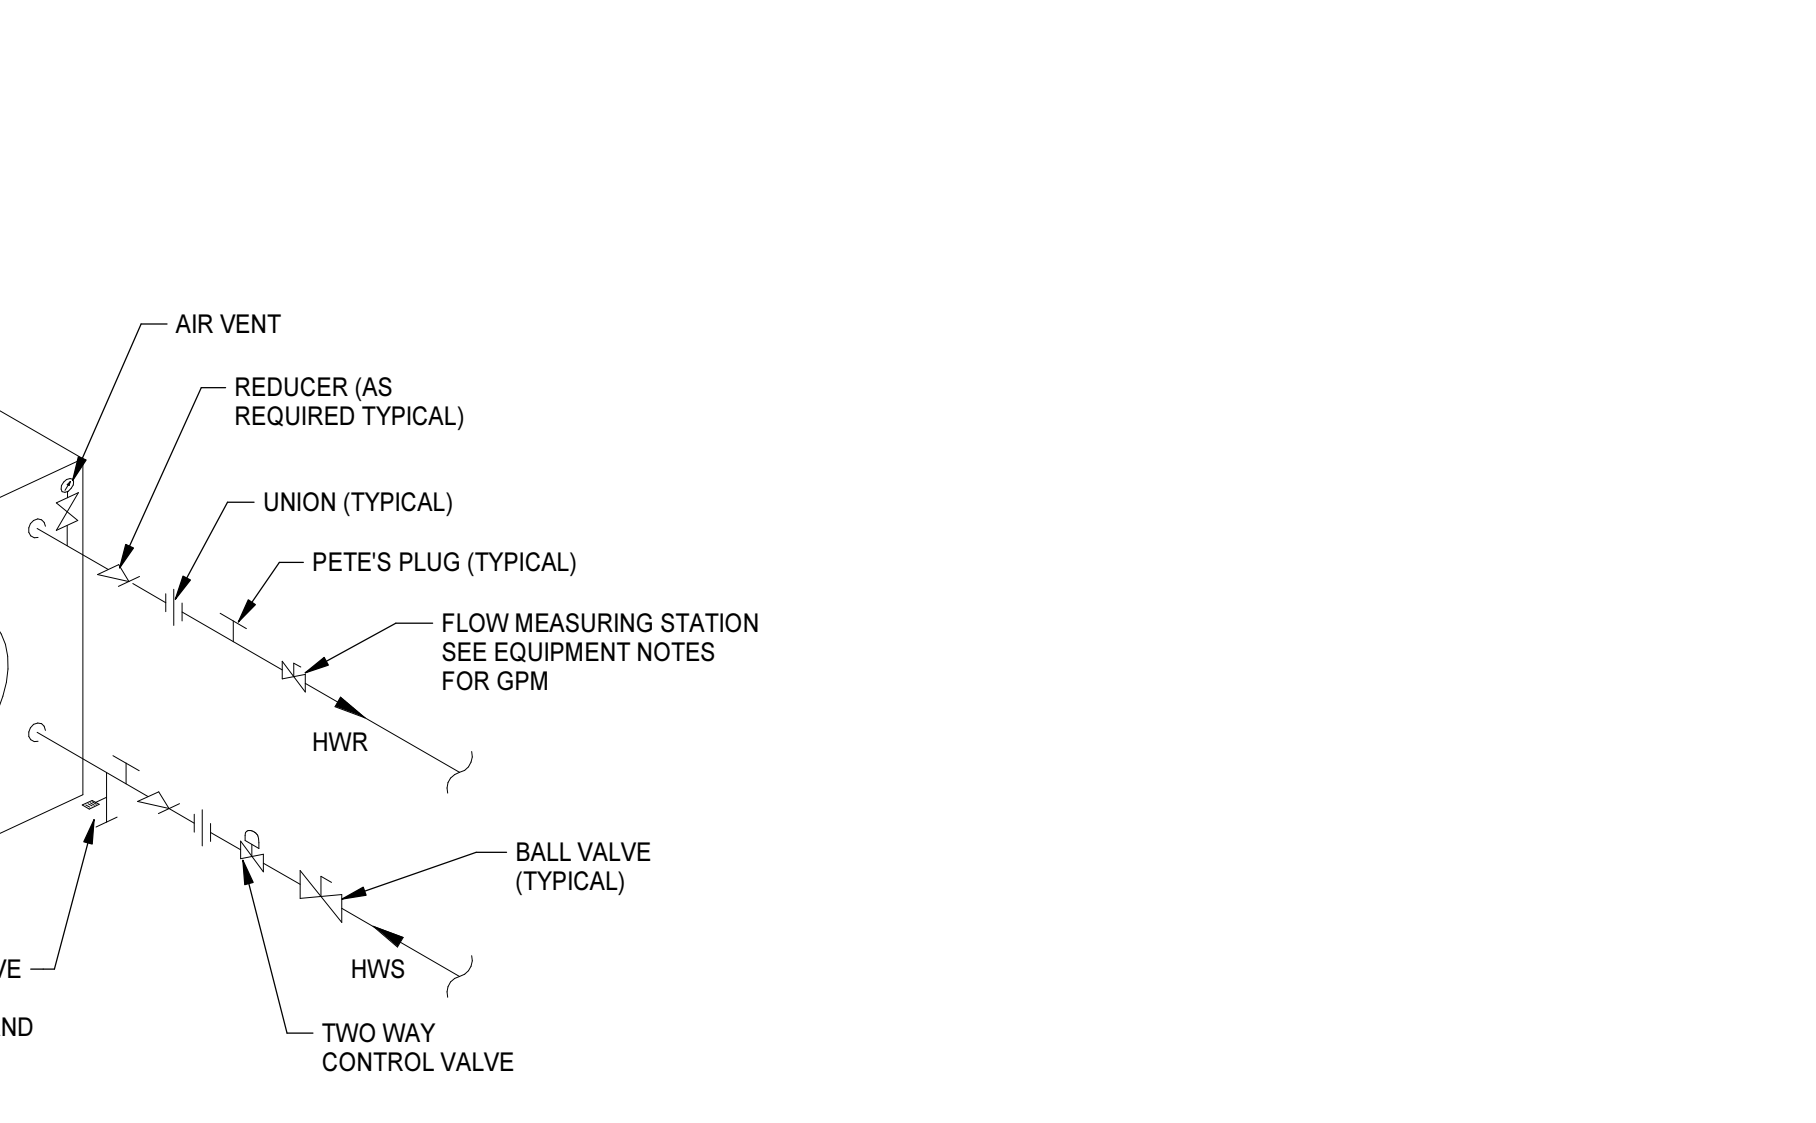 AIR VENT
REDUCER (AS
REQUIRED TYPICAL)
UNION (TYPICAL)
PETE'S PLUG (TYPICAL)
FLOW MEASURING STATION
SEE EQUIPMENT NOTES
FOR GPM
HWR
BALL VALVE
(TYPICAL)
HWS
TWO WAY
CONTROL VALVE